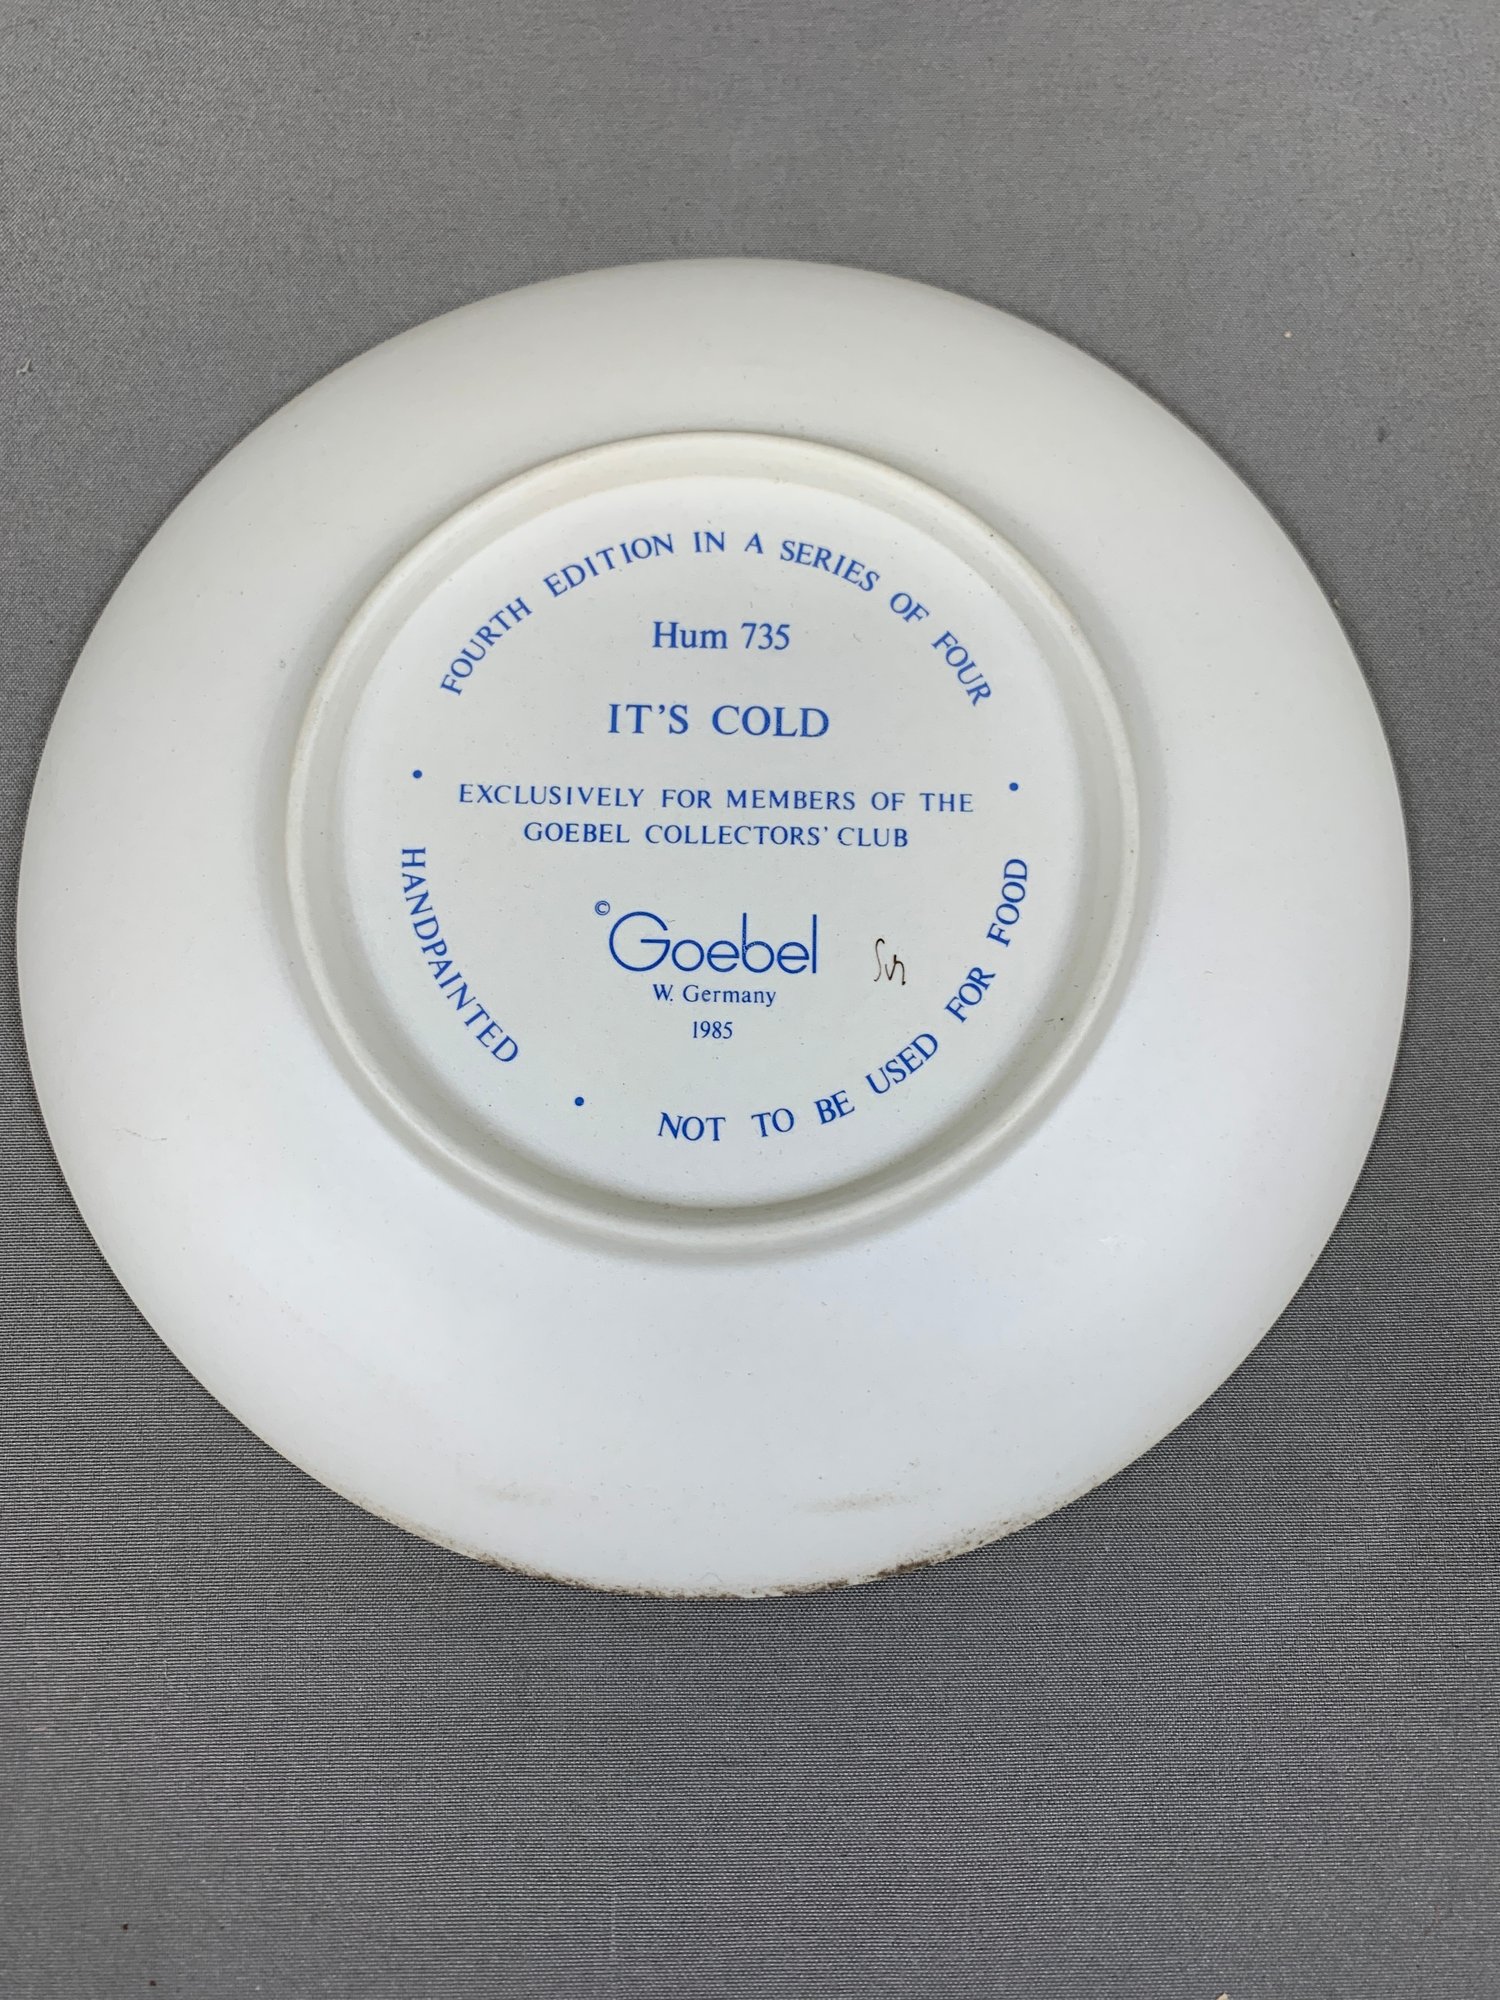 FOURTH EDITION IN A SERIES OF FOUR
Hum 735
IT'S COLD
EXCLUSIVELY FOR MEMBERS OF THE
GOEBEL COLLECTORS' CLUB
© Goebel
W. Germany
1985
HANDPAINTED
NOT TO BE USED FOR FOOD